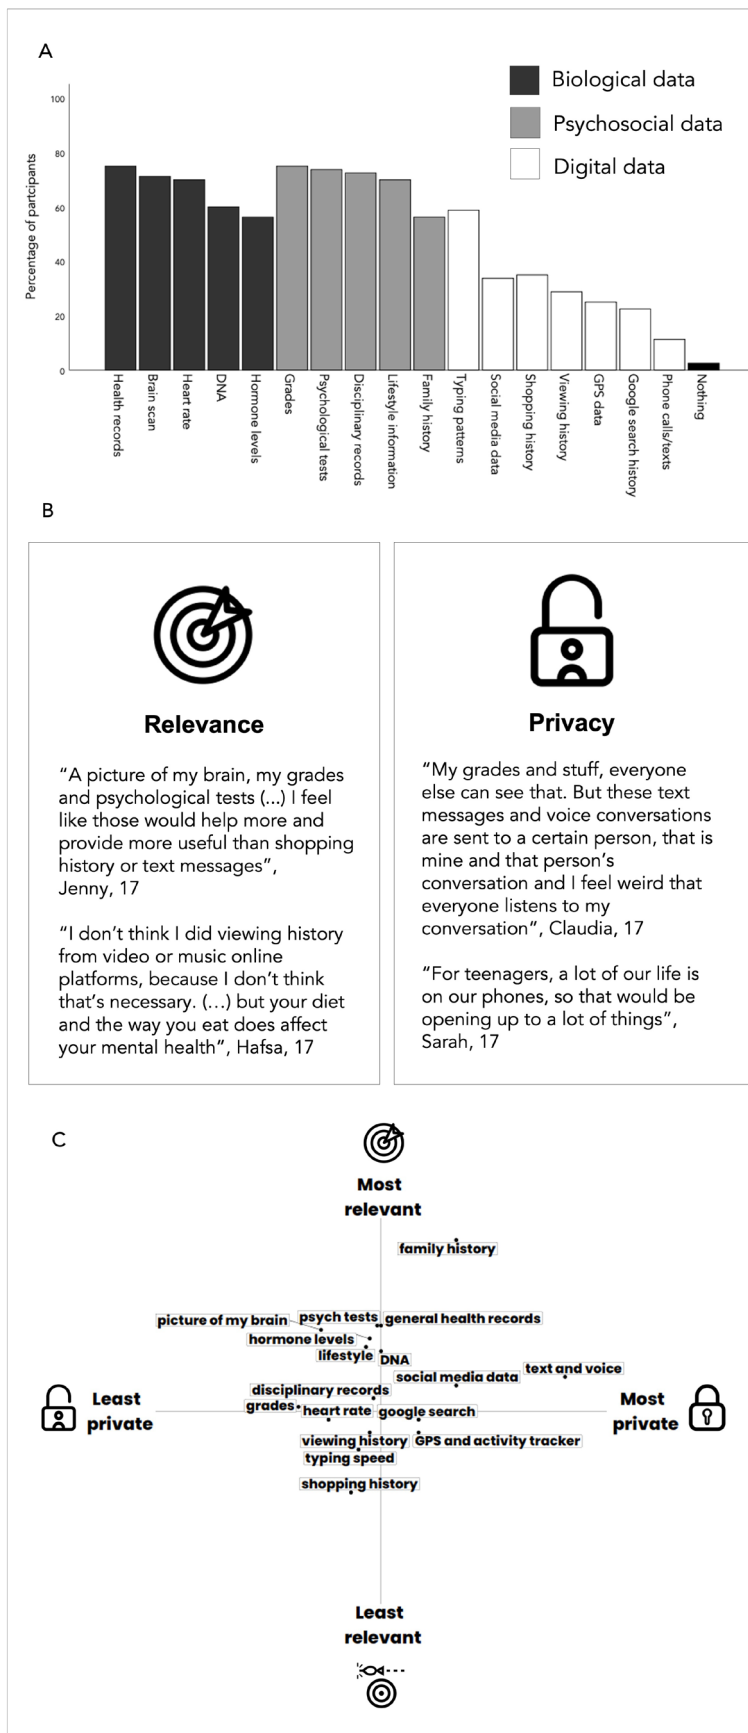 A
Biological data
Psychosocial data
Digital data
Percentage of partcipants
100
80
60
40
20
0
Health records
Brain scan
Heart rate
DNA
Hormone levels
Grades
Psychological tests
Disciplinary records
Lifestyle information
Family history
Typing patterns
Social media data
Shopping history
Viewing history
GPS data
Google search history
Phone calls/texts
Nothing
B
Relevance
“A picture of my brain, my grades
and psychological tests (...) I feel
like those would help more and
provide more useful than shopping
history or text messages”,
Jenny, 17
“I don’t think I did viewing history
from video or music online
platforms, because I don’t think
that’s necessary. (...) but your diet
and the way you eat does affect
your mental health”, Hafsa, 17
Privacy
“My grades and stuff, everyone
else can see that. But these text
messages and voice conversations
are sent to a certain person, that is
mine and that person’s
conversation and I feel weird that
everyone listens to my
conversation”, Claudia, 17
“For teenagers, a lot of our life is
on our phones, so that would be
opening up to a lot of things”,
Sarah, 17
C
Most
relevant
family history
picture of my brain
psych tests
general health records
hormone levels
lifestyle
DNA
text and voice
social media data
disciplinary records
Least
private
grades
heart rate
google search
Most
private
viewing history
GPS and activity tracker
typing speed
shopping history
Least
relevant